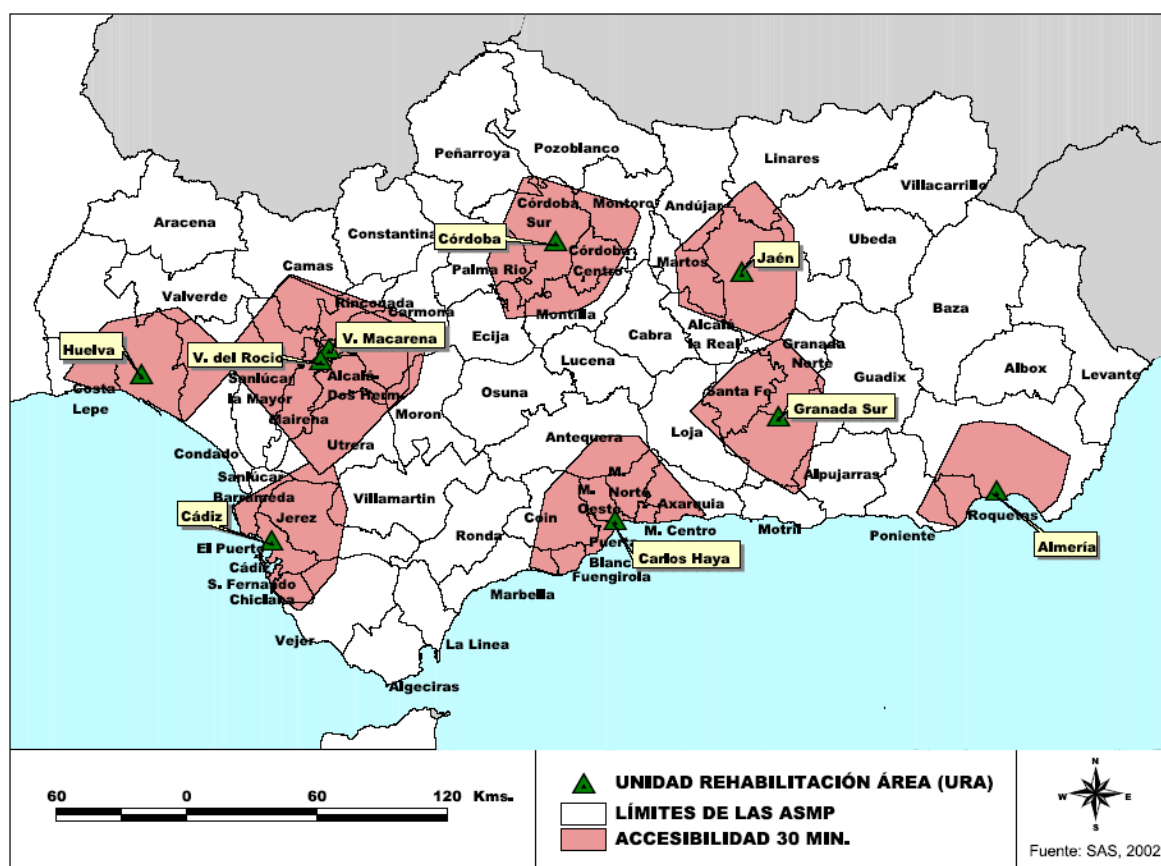 Peñarroya
Pozoblanco
Linares
Villacarrillo
Aracena
Constantina
Córdoba
Sur
Montoro
Andújar
Córdoba
Córdoba
Centro
Ubeda
Jaén
Martos
Camas
Palma Rio
Valverde
Rinconada
Carmona
Montilla
Baza
Ecija
Cabra
Alcalá
la Real
V. Macarena
Huelva
V. del Rocio
Granada
Norte
Lucena
Guadix
Albox
Levante
Costa
Lepe
Sanlúcar
la Mayor
Alcalá
Dos Herm.
Osuna
Santa Fe
Granada Sur
Mairena
Moron
Utrera
Loja
Condado
Antequera
Alpujarras
Sanlúcar
Barrameda
Villamartin
M.
Norte
M.
Oeste
Axarquia
Cádiz
Jerez
Coin
Roquetas
M. Centro
Motril
Poniente
Ronda
El Puerto
Puerta
Blanca
Carlos Haya
Almería
Cádiz
S. Fernando
Fuengirola
Chiclana
Marbella
Vejer
La Linea
Algeciras
60 0 60 120 Kms.
UNIDAD REHABILITACIÓN ÁREA (URA)
LÍMITES DE LAS ASMP
ACCESIBILIDAD 30 MIN.
N
W E
S
Fuente: SAS, 2002